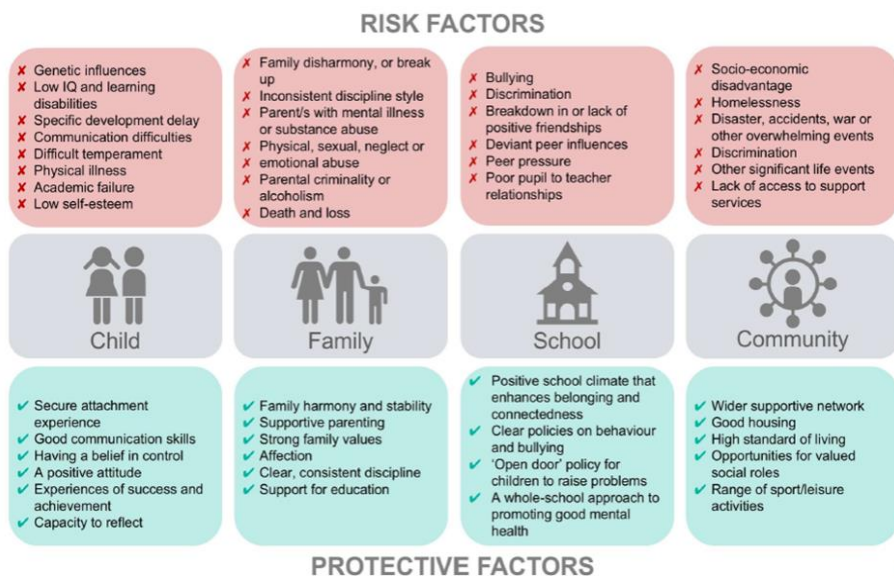 RISK FACTORS
✘ Genetic influences
✘ Low IQ and learning
disabilities
✘ Specific development delay
✘ Communication difficulties
✘ Difficult temperament
✘ Physical illness
✘ Academic failure
✘ Low self-esteem
✘ Family disharmony, or break
up
✘ Inconsistent discipline style
✘ Parent/s with mental illness
or substance abuse
✘ Physical, sexual, neglect or
✘ emotional abuse
✘ Parental criminality or
alcoholism
✘ Death and loss
✘ Bullying
✘ Discrimination
✘ Breakdown in or lack of
positive friendships
✘ Deviant peer influences
✘ Peer pressure
✘ Poor pupil to teacher
relationships
✘ Socio-economic
disadvantage
✘ Homelessness
✘ Disaster, accidents, war or
other overwhelming events
✘ Discrimination
✘ Other significant life events
✘ Lack of access to support
services
Child
Family
School
Community
✔ Secure attachment
experience
✔ Good communication skills
✔ Having a belief in control
✔ A positive attitude
✔ Experiences of success and
achievement
✔ Capacity to reflect
✔ Family harmony and stability
✔ Supportive parenting
✔ Strong family values
✔ Affection
✔ Clear, consistent discipline
✔ Support for education
✔ Positive school climate that
enhances belonging and
connectedness
✔ Clear policies on behaviour
and bullying
✔ 'Open door' policy for
children to raise problems
✔ A whole-school approach to
promoting good mental
health
✔ Wider supportive network
✔ Good housing
✔ High standard of living
✔ Opportunities for valued
social roles
✔ Range of sport/leisure
activities
PROTECTIVE FACTORS